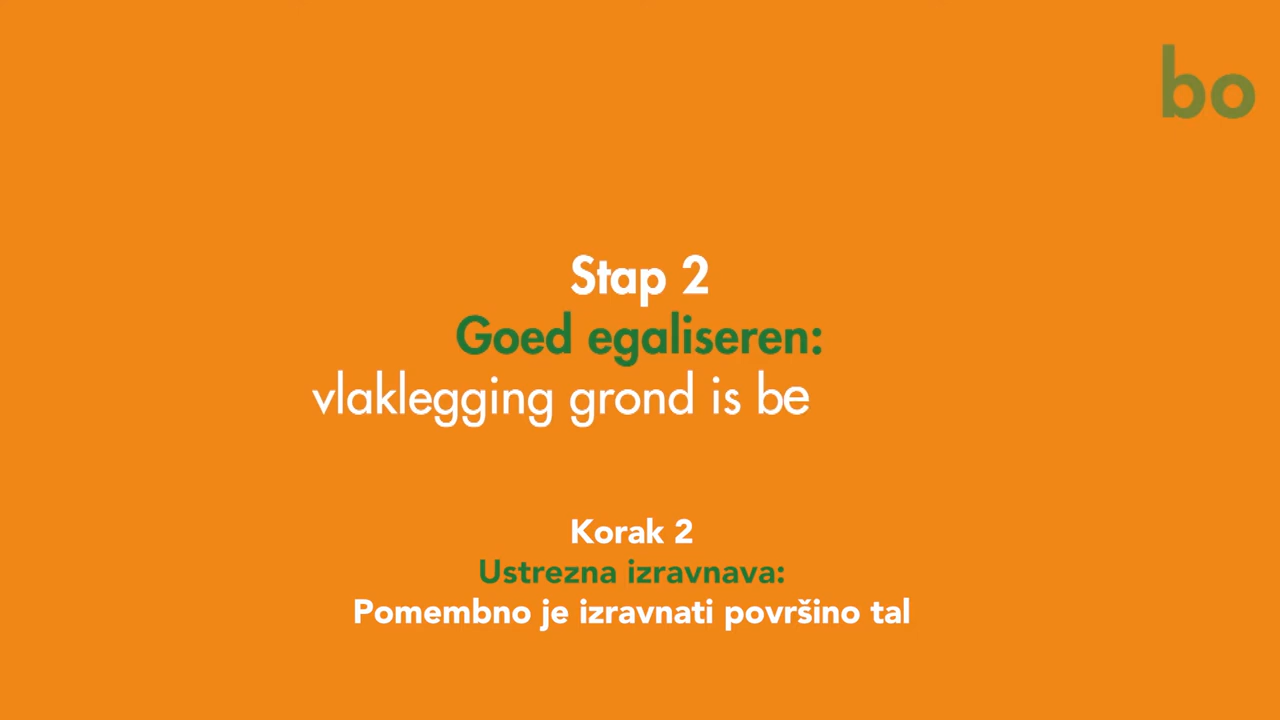 bo
Stap 2
Goed egaliseren:
vlaklegging grond is be
Korak 2
Ustrezna izravnava:
Pomembno je izravnati površino tal